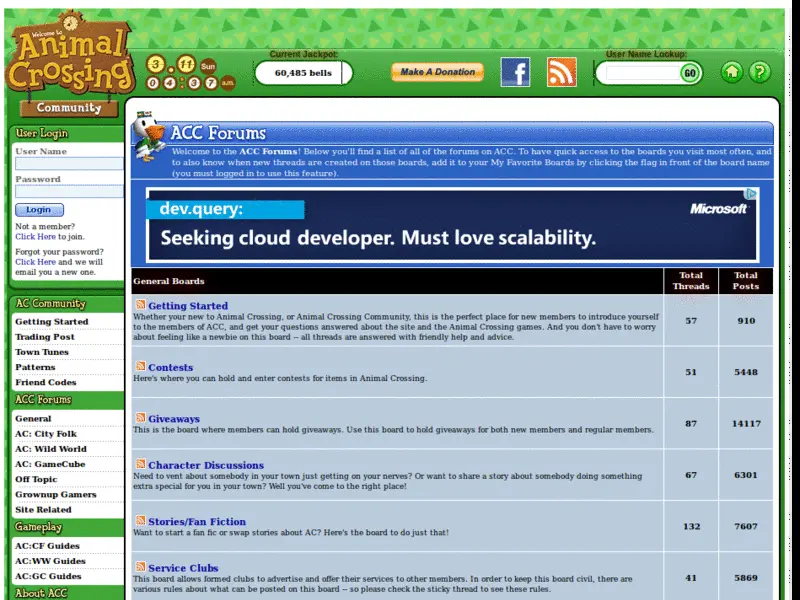 Welcome to
Animal
Crossing
Community
3 . 11 Sun
0 4 : 3 7 a.m.
Current Jackpot:
60,485 bells
Make A Donation
User Name Lookup:
GO
?
User Login
User Name
Password
Login
Not a member?
Click Here to join.
Forgot your password?
Click Here and we will
email you a new one.
AC Community
Getting Started
Trading Post
Town Tunes
Patterns
Friend Codes
ACC Forums
General
AC: City Folk
AC: Wild World
AC: GameCube
Off Topic
Grownup Gamers
Site Related
Gameplay
AC:CF Guides
AC:WW Guides
AC:GC Guides
About ACC
ACC Forums
Welcome to the ACC Forums! Below you'll find a list of all of the forums on ACC. To have quick access to the boards you visit most often, and
to also know when new threads are created on those boards, add it to your My Favorite Boards by clicking the flag in front of the board name
(you must logged in to use this feature).
dev.query:
Microsoft
Seeking cloud developer. Must love scalability.
General Boards
Total
Threads
Total
Posts
Getting Started
Whether your new to Animal Crossing, or Animal Crossing Community, this is the perfect place for new members to introduce yourself
to the members of ACC, and get your questions answered about the site and the Animal Crossing games. And you don't have to worry
about feeling like a newbie on this board -- all threads are answered with friendly help and advice.
57
910
Contests
Here's where you can hold and enter contests for items in Animal Crossing.
51
5448
Giveaways
This is the board where members can hold giveaways. Use this board to hold giveaways for both new members and regular members.
87
14117
Character Discussions
Need to vent about somebody in your town just getting on your nerves? Or want to share a story about somebody doing something
extra special for you in your town? Well you've come to the right place!
67
6301
Stories/Fan Fiction
Want to start a fan fic or swap stories about AC? Here's the board to do just that!
132
7607
Service Clubs
This board allows formed clubs to advertise and offer their services to other members. In order to keep this board civil, there are
various rules about what can be posted on this board -- so please check the sticky thread to see these rules.
41
5869